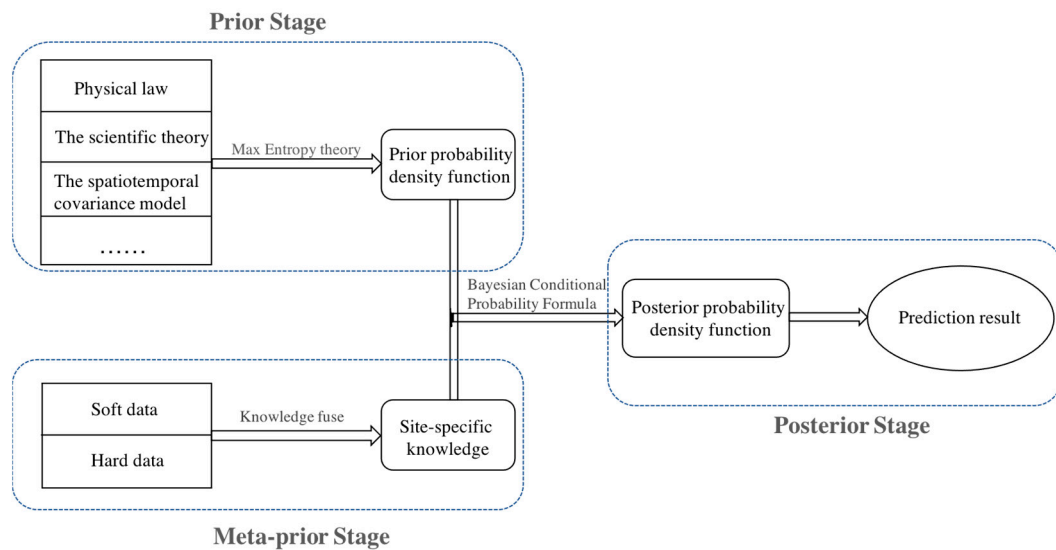 Prior Stage
Physical law
The scientific theory
The spatiotemporal
covariance model
......
Max Entropy theory
Prior probability
density function
Bayesian Conditional
Probability Formula
Posterior probability
density function
Prediction result
Posterior Stage
Soft data
Hard data
Knowledge fuse
Site-specific
knowledge
Meta-prior Stage